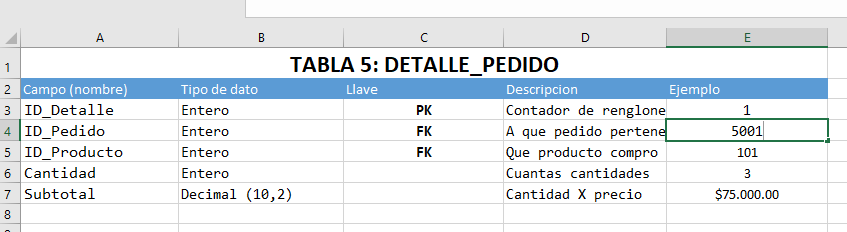 A B C D E
1 TABLA 5: DETALLE_PEDIDO
2 Campo (nombre) Tipo de dato Llave Descripcion Ejemplo
3 ID_Detalle Entero PK Contador de renglone 1
4 ID_Pedido Entero FK A que pedido pertene 5001
5 ID_Producto Entero FK Que producto compro 101
6 Cantidad Entero Cuantas cantidades 3
7 Subtotal Decimal (10,2) Cantidad X precio $75.000.00
8